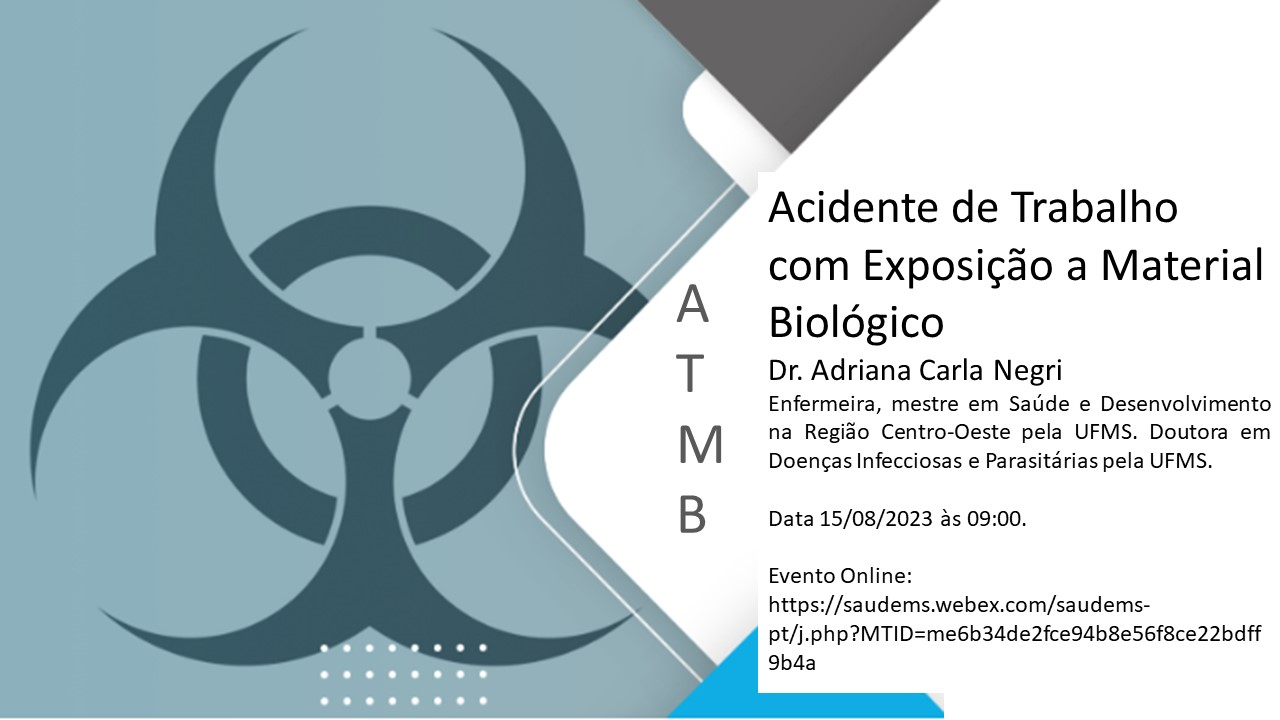 A
T
M
B
Acidente de Trabalho
com Exposição a Material
Biológico
Dr. Adriana Carla Negri
Enfermeira, mestre em Saúde e Desenvolvimento
na Região Centro-Oeste pela UFMS. Doutora em
Doenças Infecciosas e Parasitárias pela UFMS.
Data 15/08/2023 às 09:00.
Evento Online:
https://saudems.webex.com/saudems-
pt/j.php?MTID=me6b34de2fce94b8e56f8ce22bdff
9b4a